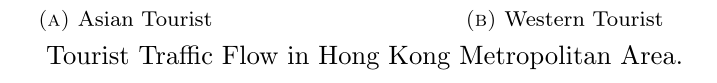 (A) Asian Tourist (B) Western Tourist
Tourist Traffic Flow in Hong Kong Metropolitan Area.